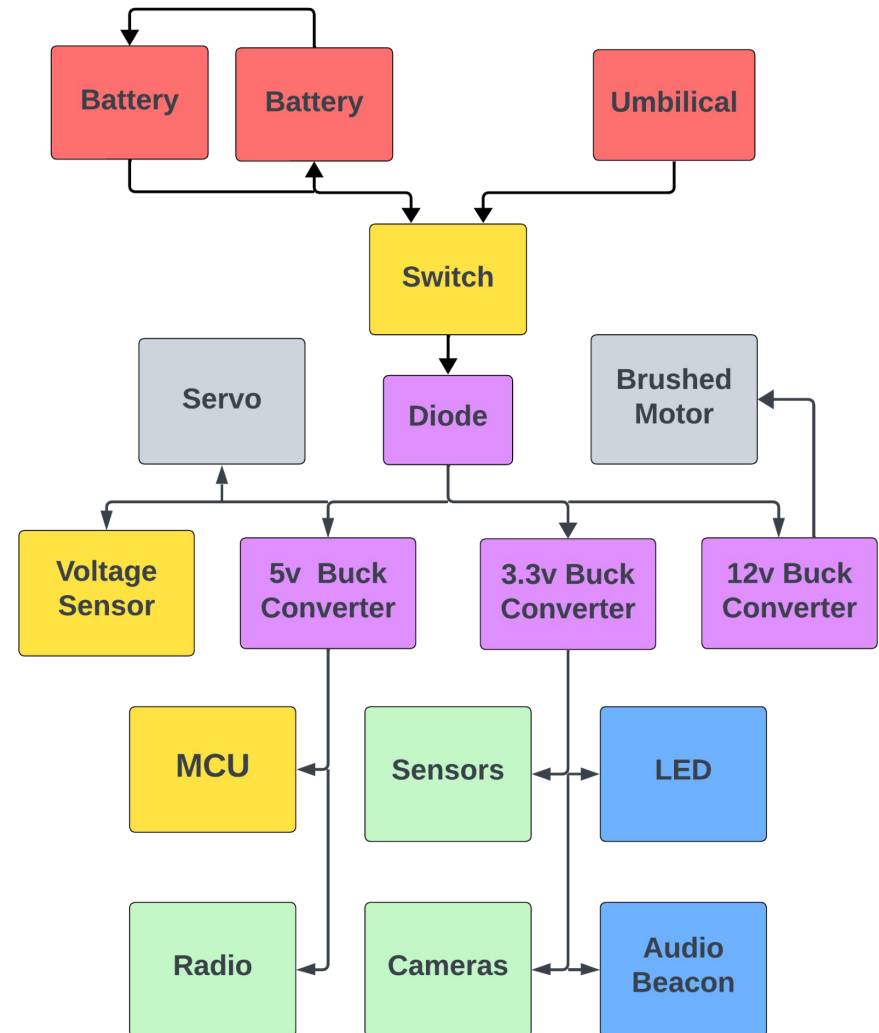 Battery
Battery
Umbilical
Switch
Servo
Diode
Brushed
Motor
Voltage
Sensor
5v  Buck
Converter
3.3v Buck
Converter
12v Buck
Converter
MCU
Sensors
LED
Radio
Cameras
Audio
Beacon